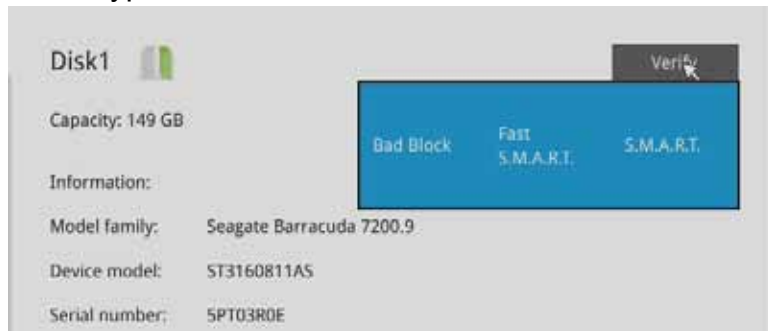 Disk1
Verify
Capacity: 149 GB
Bad Block
Fast
S.M.A.R.T.
S.M.A.R.T.
Information:
Model family: Seagate Barracuda 7200.9
Device model: ST3160811AS
Serial number: 5PT03R0E